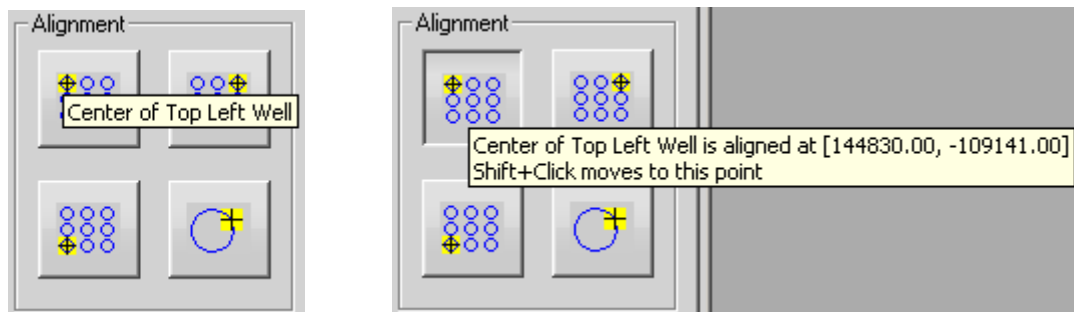 Alignment
Center of Top Left Well
Alignment
Center of Top Left Well is aligned at [144830.00, -109141.00]
Shift+Click moves to this point